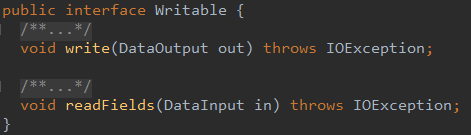 public interface Writable {
/**...*/
void write(DataOutput out) throws IOException;
/**...*/
void readFields(DataInput in) throws IOException;
}